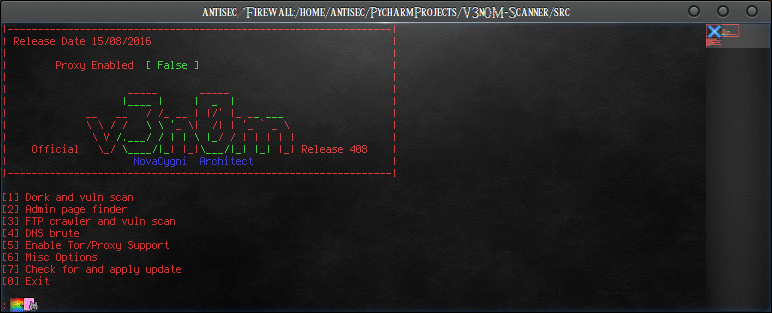 antisec/Firewall/home/antisec/PycharmProjects/V3n0M-Scanner/src
Release Date 15/08/2016
Proxy Enabled [ False ]
v3n0m
Official Release 408
NovaCygni Architect
[1] Dork and vuln scan
[2] Admin page finder
[3] FTP crawler and vuln scan
[4] DNS brute
[5] Enable Tor/Proxy Support
[6] Misc Options
[7] Check for and apply update
[0] Exit
: